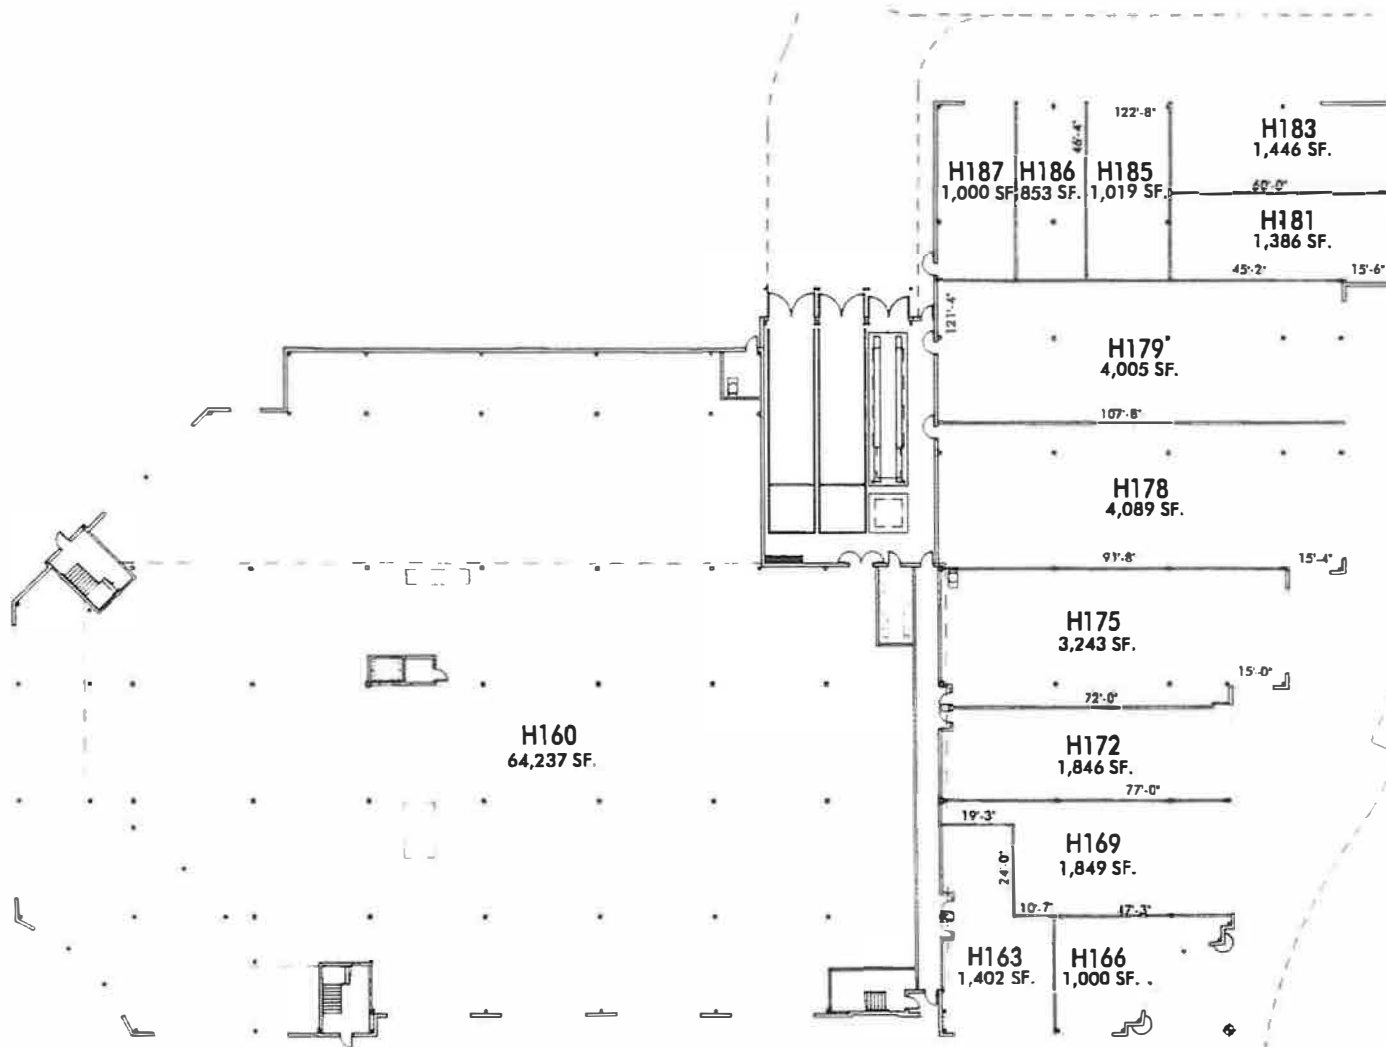 122'-8"
46'-4"
H183
1,446 SF.
H187
1,000 SF.
H186
853 SF.
H185
1,019 SF.
60'-0"
H181
1,386 SF.
45'-2"
15'-6"
121'-4"
H179
4,005 SF.
107'-8"
H178
4,089 SF.
91'-8"
15'-4"
H175
3,243 SF.
15'-0"
72'-0"
H160
64,237 SF.
H172
1,846 SF.
77'-0"
19'-3"
H169
1,849 SF.
24'-0"
10'-7"
47'-3"
H163
1,402 SF.
H166
1,000 SF.